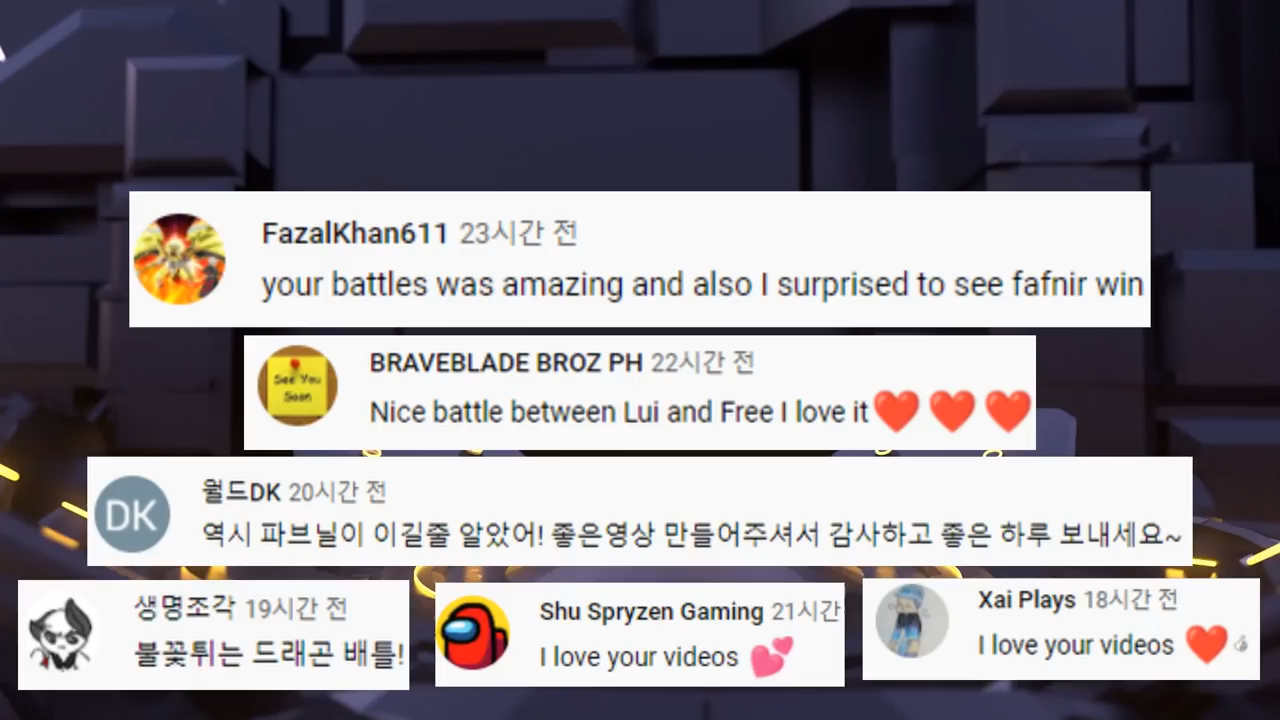 FazalKhan611 23시간 전
your battles was amazing and also I surprised to see fafnir win
See You
Soon
BRAVEBLADE BROZ PH 22시간 전
Nice battle between Lui and Free I love it❤️ ❤️ ❤️
DK
월드DK 20시간 전
역시 파브닐이 이길줄 알았어! 좋은영상 만들어주셔서 감사하고 좋은 하루 보내세요~
생명조각 19시간 전
불꽃튀는 드래곤 배틀!
Shu Spryzen Gaming 21시간
I love your videos 💕
Xai Plays 18시간 전
I love your videos ❤️